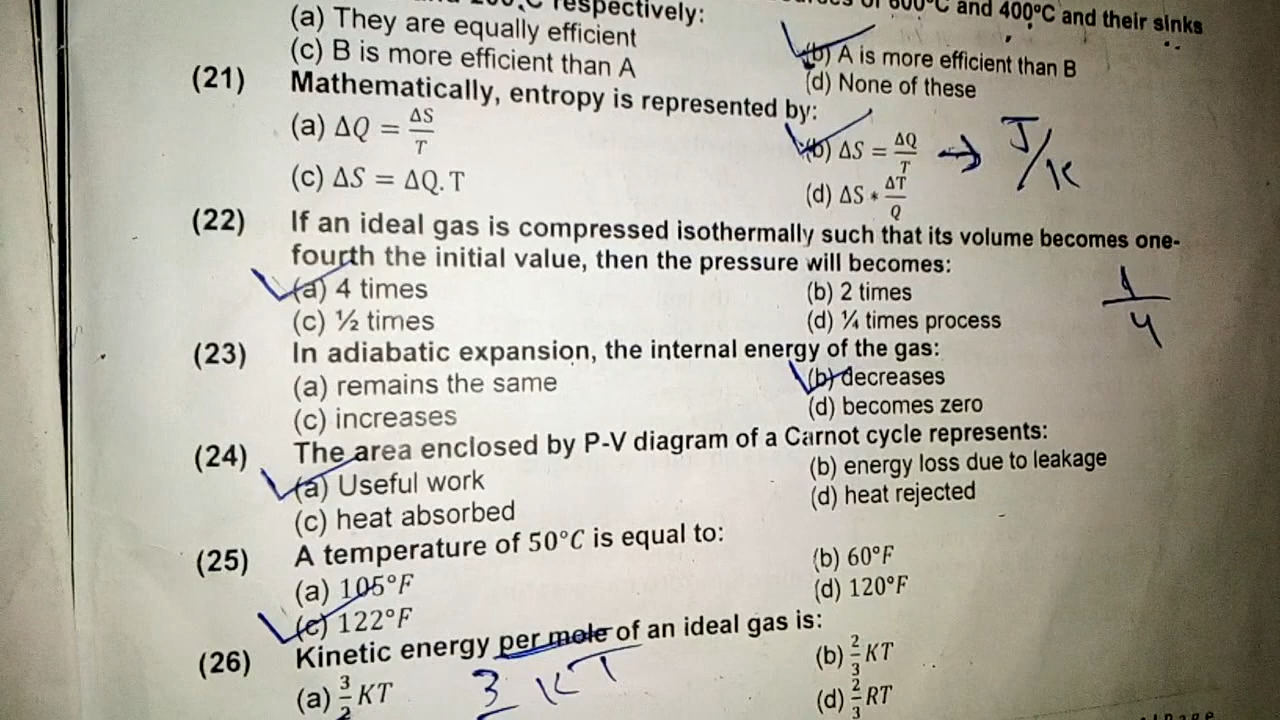 respectively:
00°C and 400°C and their sinks
(a) They are equally efficient
(b) A is more efficient than B
(c) B is more efficient than A
(d) None of these
(21) Mathematically, entropy is represented by:
(a) ΔQ = ΔS/T
(b) ΔS = ΔQ/T → J/K
(c) ΔS = ΔQ.T
(d) ΔS * ΔT/Q
(22) If an ideal gas is compressed isothermally such that its volume becomes one-
fourth the initial value, then the pressure will becomes:
(a) 4 times
(b) 2 times
1/4
(c) ½ times
(d) ¼ times process
(23) In adiabatic expansion, the internal energy of the gas:
(a) remains the same
(b) decreases
(c) increases
(d) becomes zero
(24) The area enclosed by P-V diagram of a Carnot cycle represents:
(a) Useful work
(b) energy loss due to leakage
(c) heat absorbed
(d) heat rejected
(25) A temperature of 50°C is equal to:
(a) 105°F
(b) 60°F
(c) 122°F
(d) 120°F
(26) Kinetic energy per mole of an ideal gas is:
(a) 3/2 KT
3 KT
(b) 2/3 KT
(d) 2/3 RT